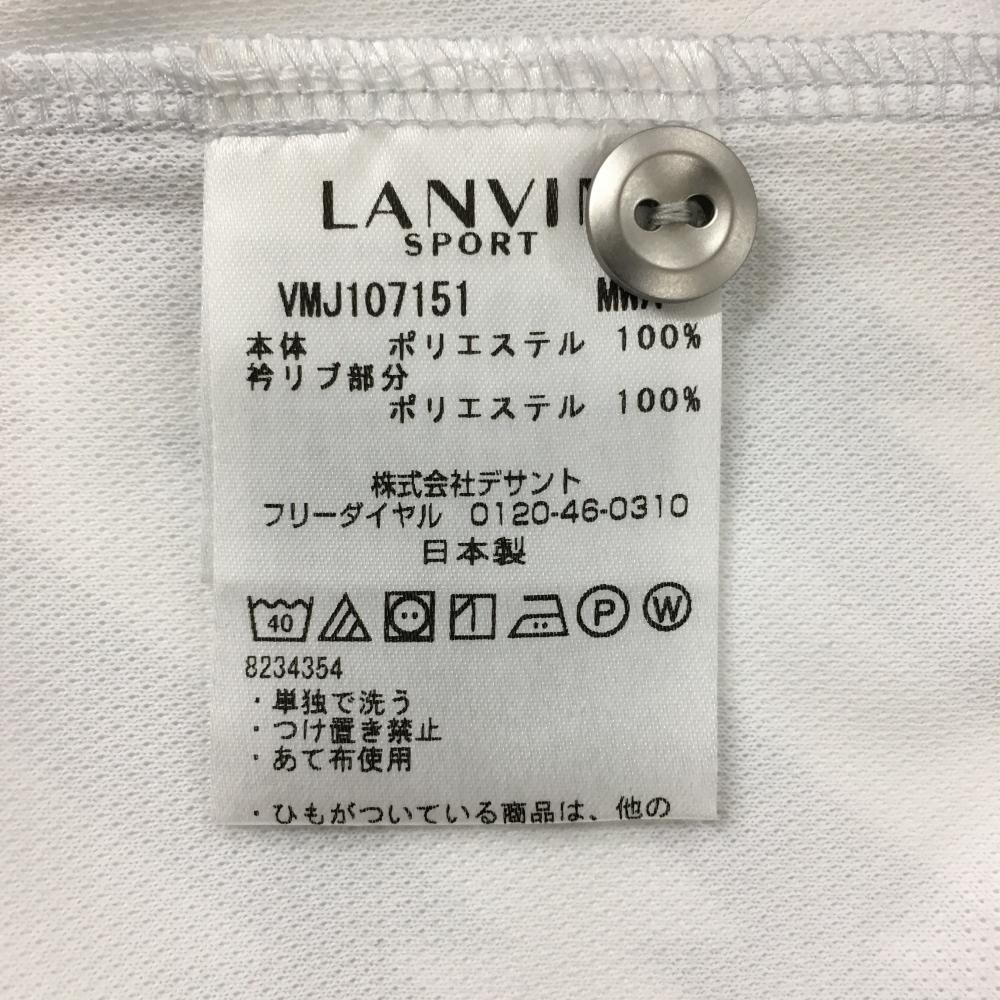 LANVIN
SPORT
VMJ107151
本体 ポリエステル 100%
衿リブ部分
ポリエステル 100%
株式会社デサント
フリーダイヤル 0120-46-0310
日本製
40 P W
8234354
・単独で洗う
・つけ置き禁止
・あて布使用
・ひもがついている商品は、他の